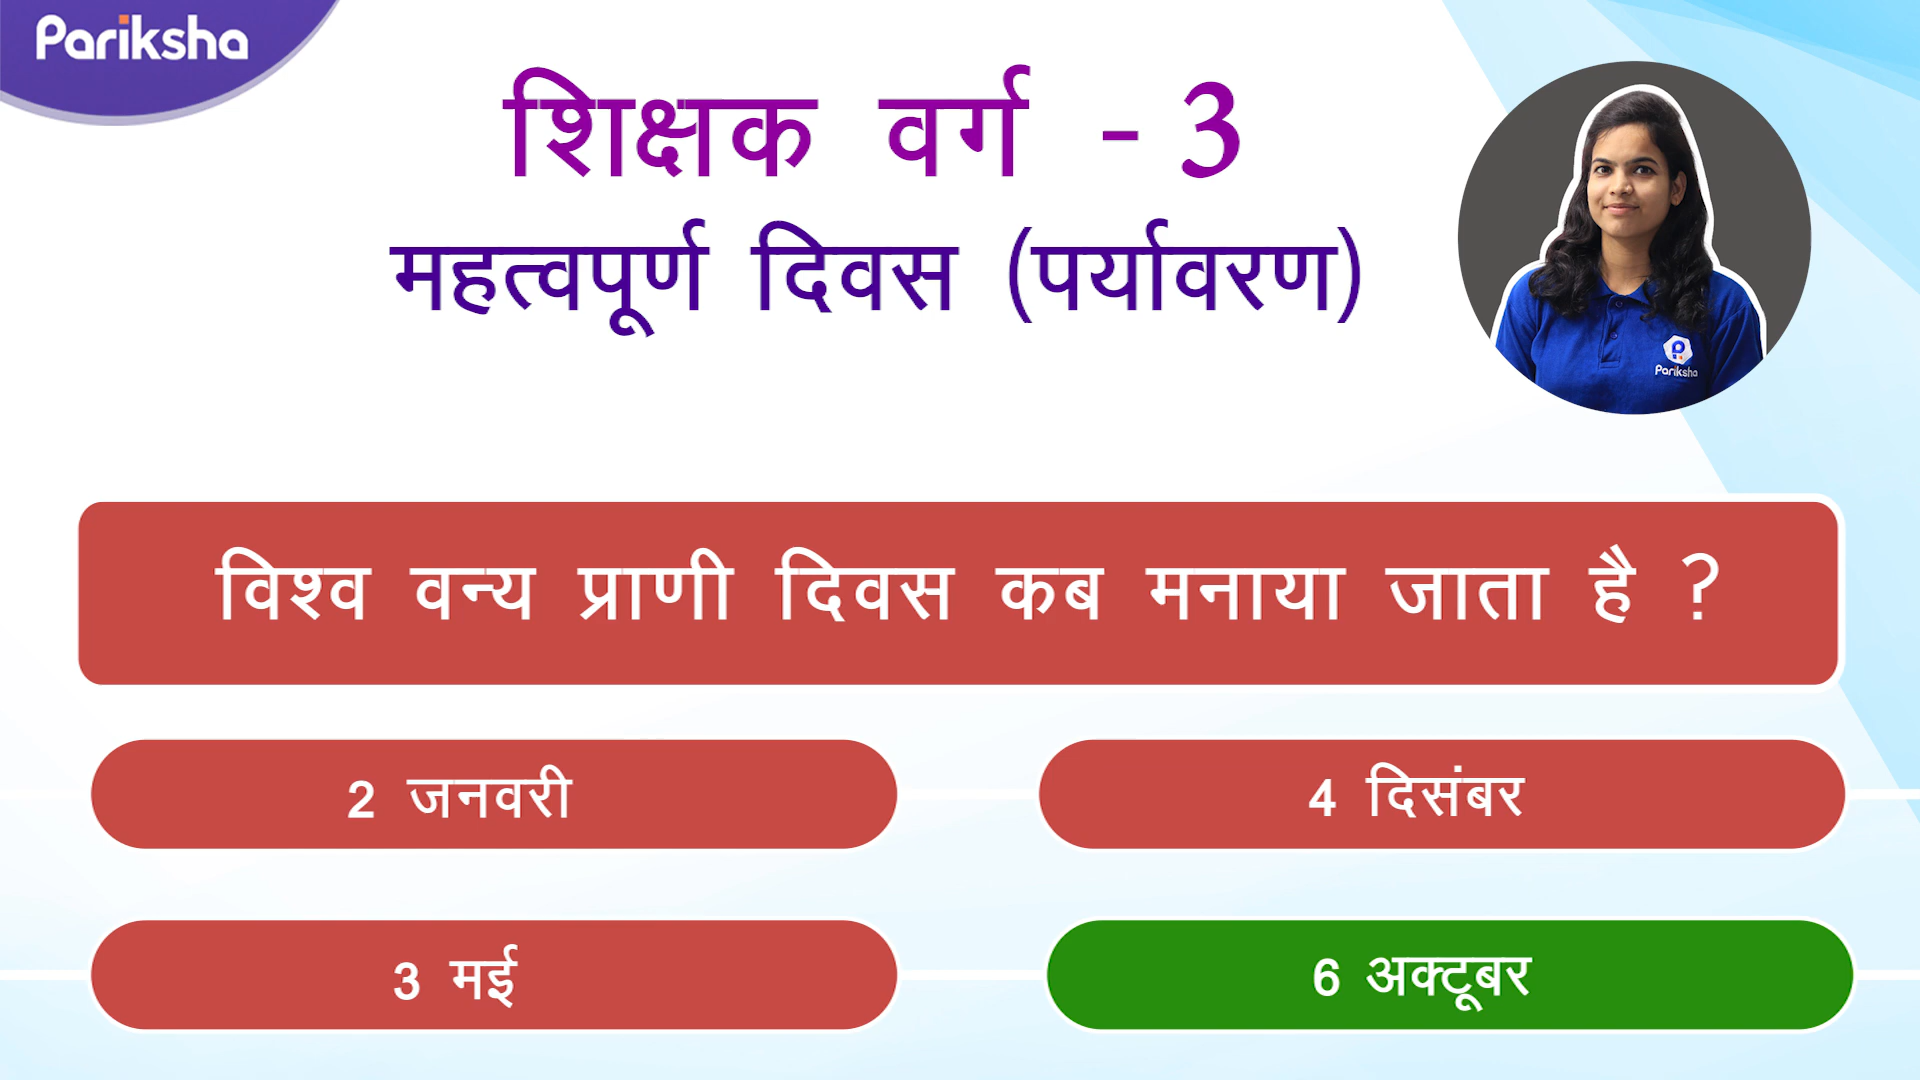 Pariksha
शिक्षक वर्ग - 3
महत्वपूर्ण दिवस (पर्यावरण)
Pariksha
विश्व वन्य प्राणी दिवस कब मनाया जाता है ?
2 जनवरी
4 दिसंबर
3 मई
6 अक्टूबर